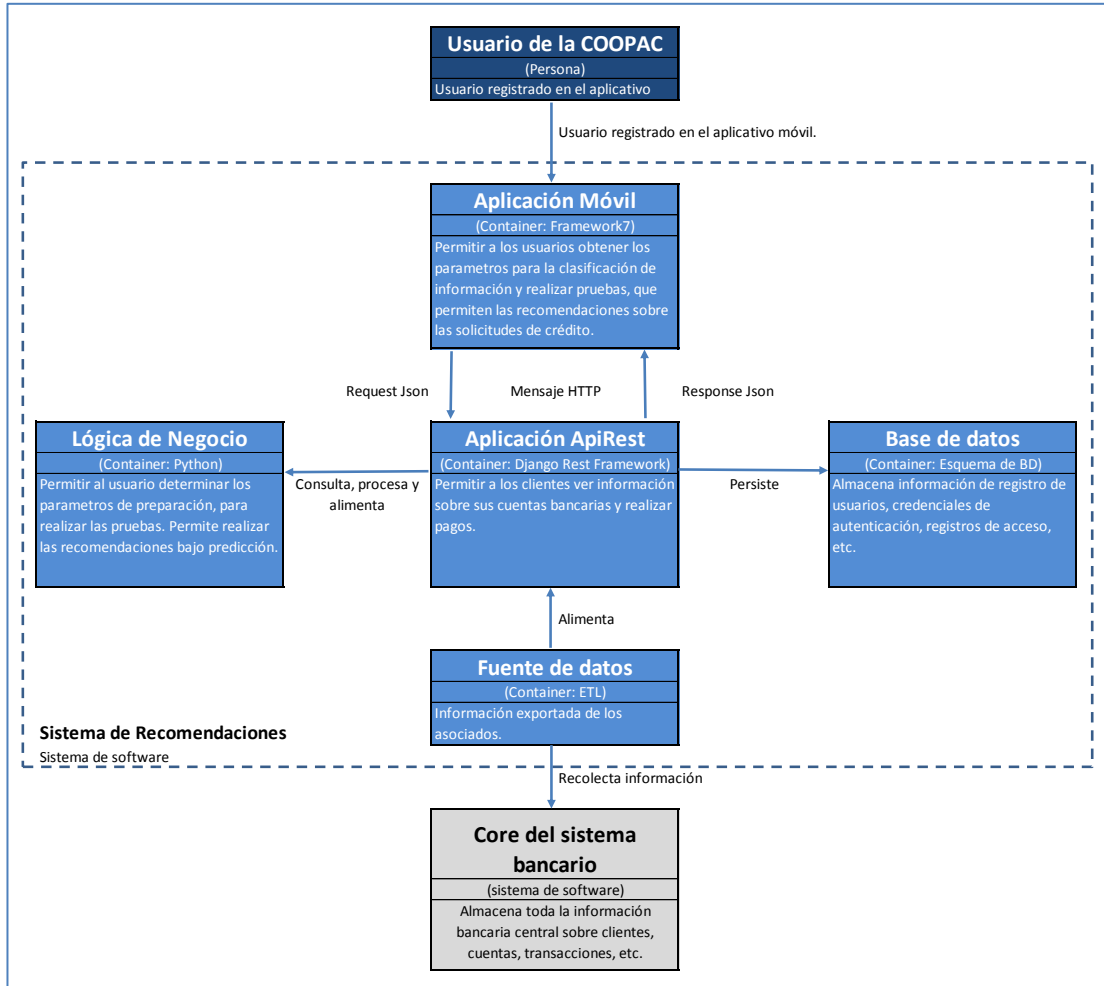 Usuario de la COOPAC
(Persona)
Usuario registrado en el aplicativo
Usuario registrado en el aplicativo móvil.
Aplicación Móvil
(Container: Framework7)
Permitir a los usuarios obtener los
parametros para la clasificación de
información y realizar pruebas, que
permiten las recomendaciones sobre
las solicitudes de crédito.
Request Json
Mensaje HTTP
Response Json
Lógica de Negocio
(Container: Python)
Permitir al usuario determinar los
parametros de preparación, para
realizar las pruebas. Permite realizar
las recomendaciones bajo predicción.
Consulta, procesa y
alimenta
Aplicación ApiRest
(Container: Django Rest Framework)
Permitir a los clientes ver información
sobre sus cuentas bancarias y realizar
pagos.
Persiste
Base de datos
(Container: Esquema de BD)
Almacena información de registro de
usuarios, credenciales de
autenticación, registros de acceso,
etc.
Alimenta
Fuente de datos
(Container: ETL)
Información exportada de los
asociados.
Sistema de Recomendaciones
Sistema de software
Recolecta información
Core del sistema
bancario
(sistema de software)
Almacena toda la información
bancaria central sobre clientes,
cuentas, transacciones, etc.